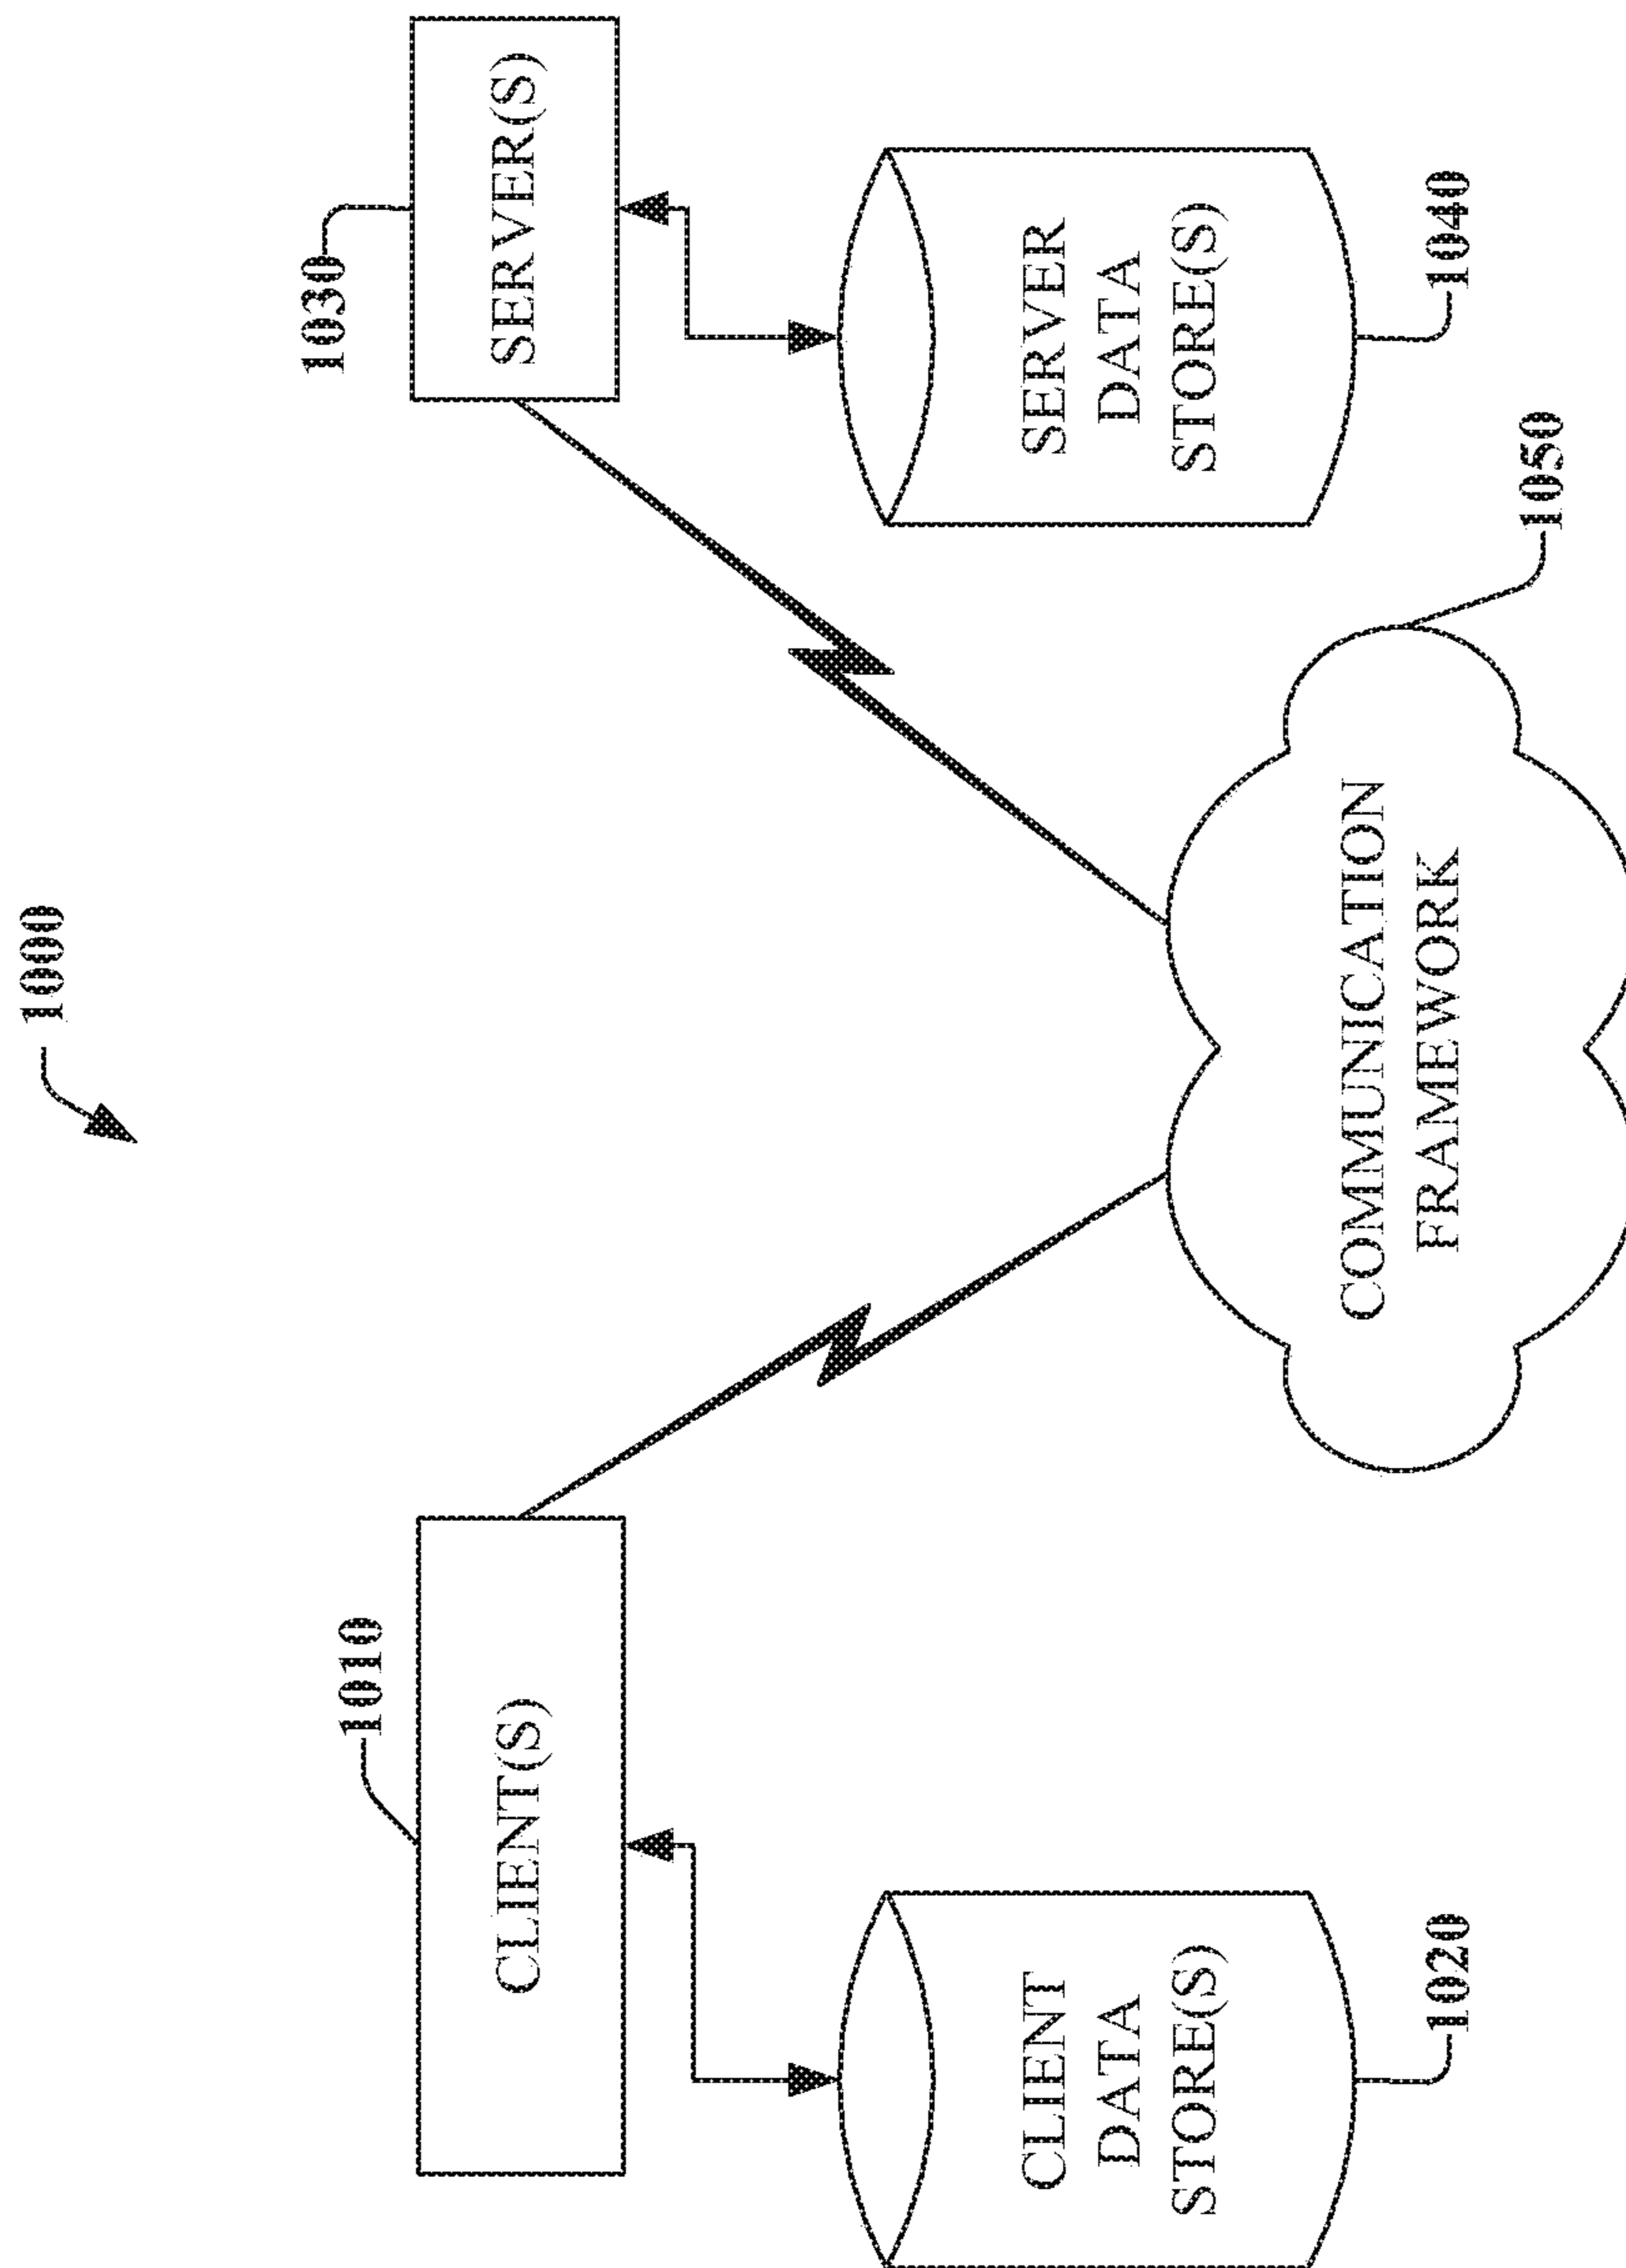 1000
1010
CLIENT(S)
1030
SERVER(S)
CLIENT
DATA
STORE(S)
1020
SERVER
DATA
STORE(S)
1040
1050
COMMUNICATION
FRAMEWORK